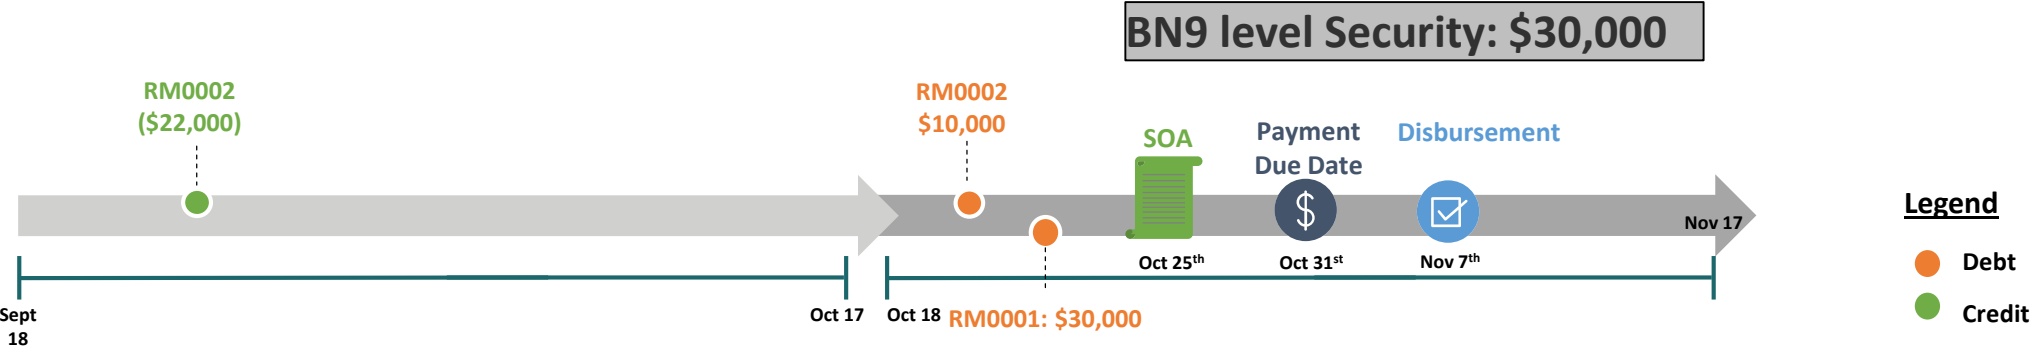 BN9 level Security: $30,000
RM0002
($22,000)
RM0002
$10,000
SOA
Payment
Due Date
Disbursement
$
Nov 17
Legend
Debt
Credit
Oct 25th
Oct 31st
Nov 7th
Sept
18
Oct 17
Oct 18
RM0001: $30,000